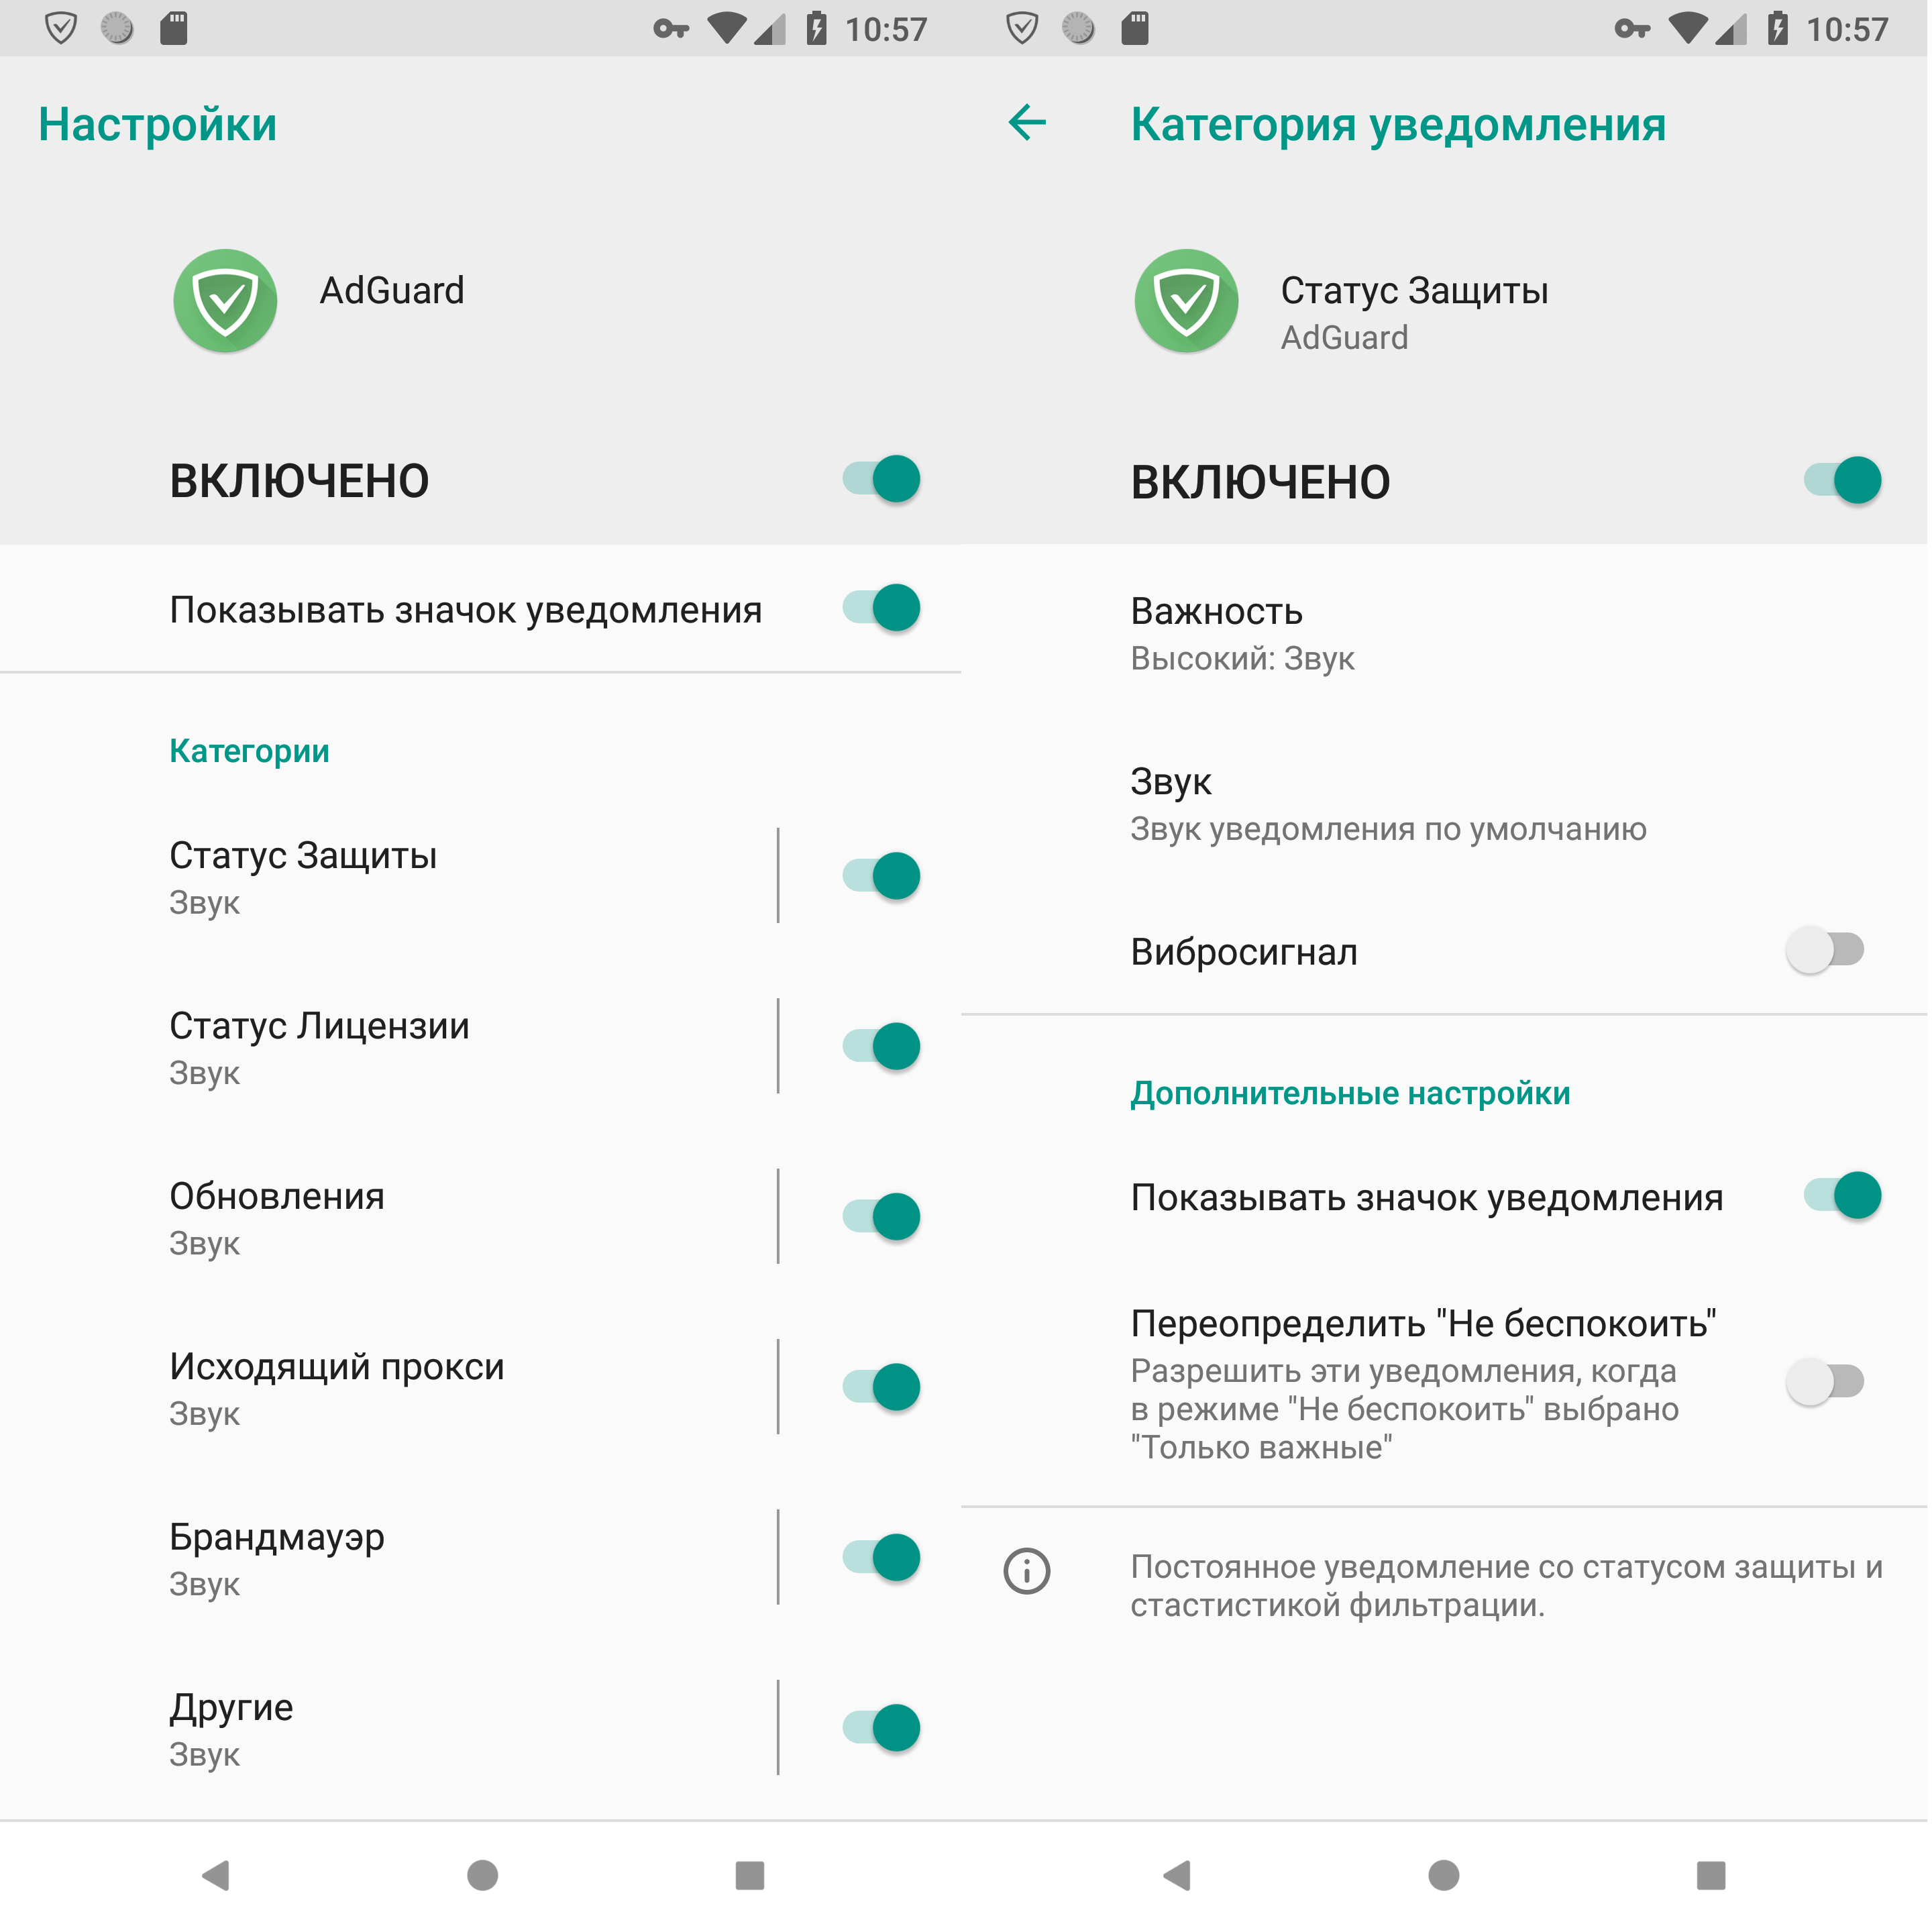 10:57
Настройки
AdGuard
ВКЛЮЧЕНО
Показывать значок уведомления
Категории
Статус Защиты
Звук
Статус Лицензии
Звук
Обновления
Звук
Исходящий прокси
Звук
Брандмауэр
Звук
Другие
Звук
10:57
Категория уведомления
Статус Защиты
AdGuard
ВКЛЮЧЕНО
Важность
Высокий: Звук
Звук
Звук уведомления по умолчанию
Вибросигнал
Дополнительные настройки
Показывать значок уведомления
Переопределить "Не беспокоить"
Разрешить эти уведомления, когда
в режиме "Не беспокоить" выбрано
"Только важные"
Постоянное уведомление со статусом защиты и
стастистикой фильтрации.